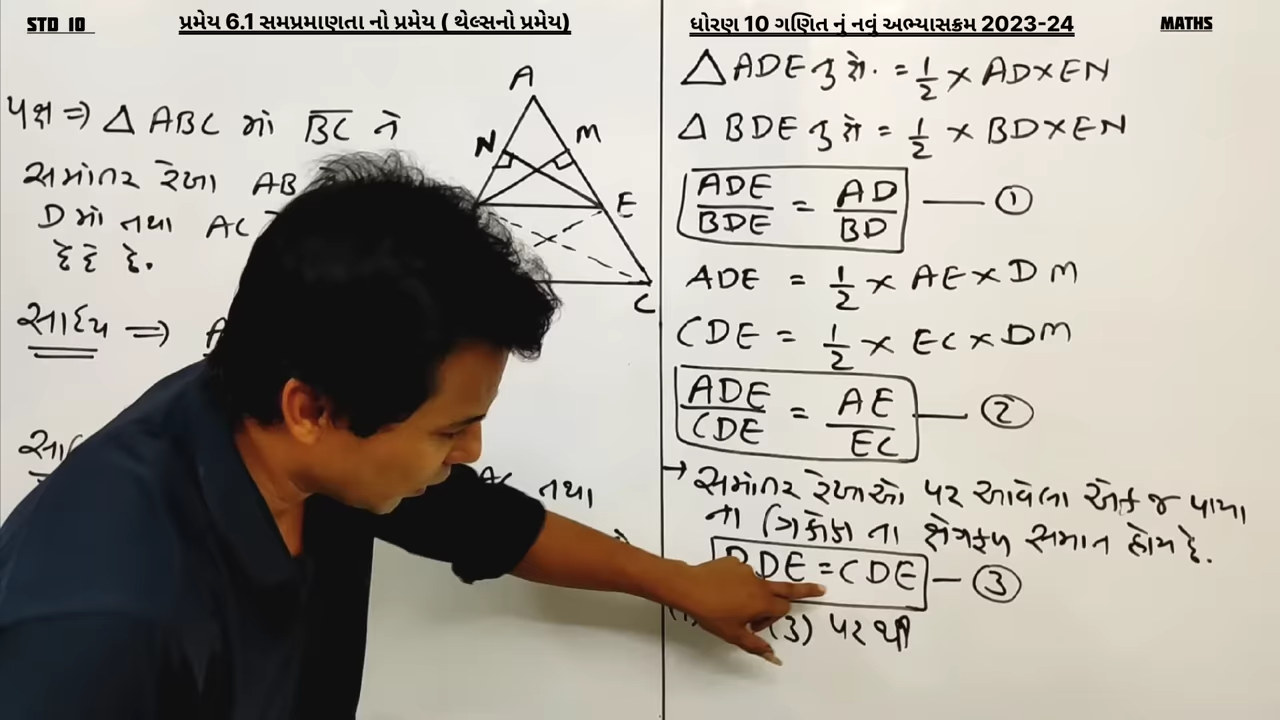 STD 10
પ્રમેય 6.1 સમપ્રમાણતા નો પ્રમેય ( થેલ્સનો પ્રમેય)
ધોરણ 10 ગણિત નું નવું અભ્યાસક્રમ 2023-24
MATHS
પક્ષ ⇒ △ ABC માં B̅C̅ ને
સમાંતર રેખા AB
D માં તથા AC
છેદે છે.
સાધ્ય ⇒
તથા
A
N
M
E
C
△ ADE નું ક્ષે. = 1/2 × AD×EN
△ BDE નું ક્ષે = 1/2 × BD×EN
ADE/BDE = AD/BD — ①
ADE = 1/2 × AE × DM
CDE = 1/2 × EC × DM
ADE/CDE = AE/EC — ②
→ સમાંતર રેખાઓ પર આવેલા એક જ પાયા
ના ત્રિકોણ ના ક્ષેત્રફળ સમાન હોય છે.
BDE = CDE — ③
(3) પરથી